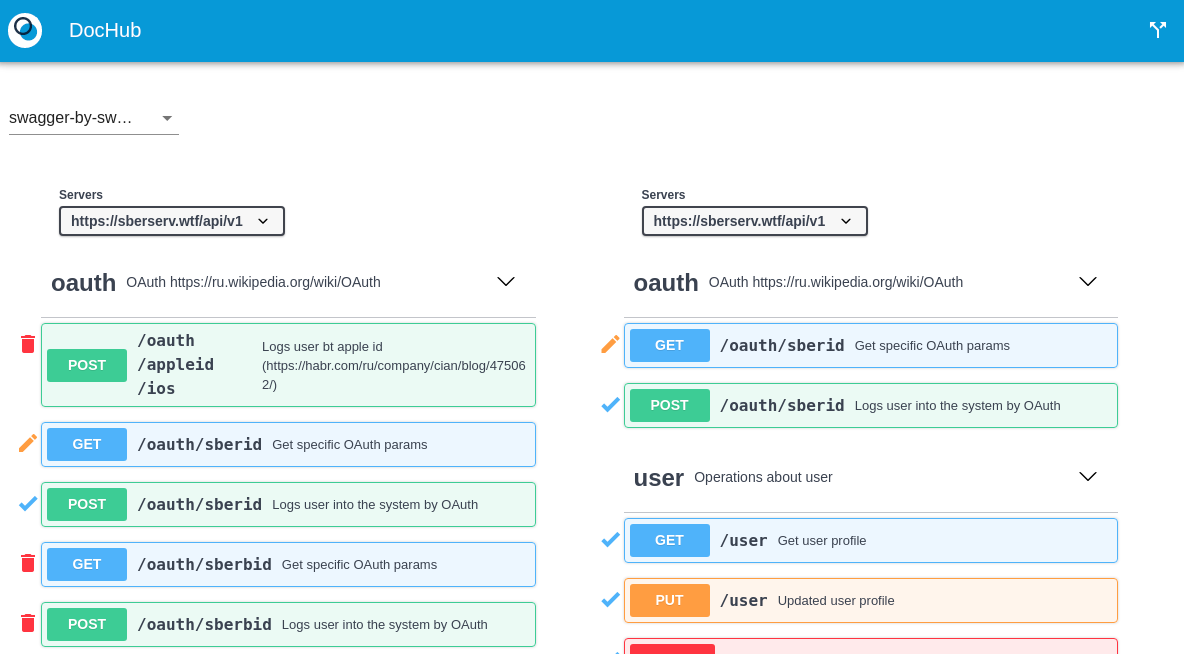 DocHub
swagger-by-sw…
Servers
https://sberserv.wtf/api/v1
oauth OAuth https://ru.wikipedia.org/wiki/OAuth
POST /oauth
/appleid
/ios
Logs user bt apple id
(https://habr.com/ru/company/cian/blog/47506
2/)
GET /oauth/sberid Get specific OAuth params
POST /oauth/sberid Logs user into the system by OAuth
GET /oauth/sberbid Get specific OAuth params
POST /oauth/sberbid Logs user into the system by OAuth
Servers
https://sberserv.wtf/api/v1
oauth OAuth https://ru.wikipedia.org/wiki/OAuth
GET /oauth/sberid Get specific OAuth params
POST /oauth/sberid Logs user into the system by OAuth
user Operations about user
GET /user Get user profile
PUT /user Updated user profile